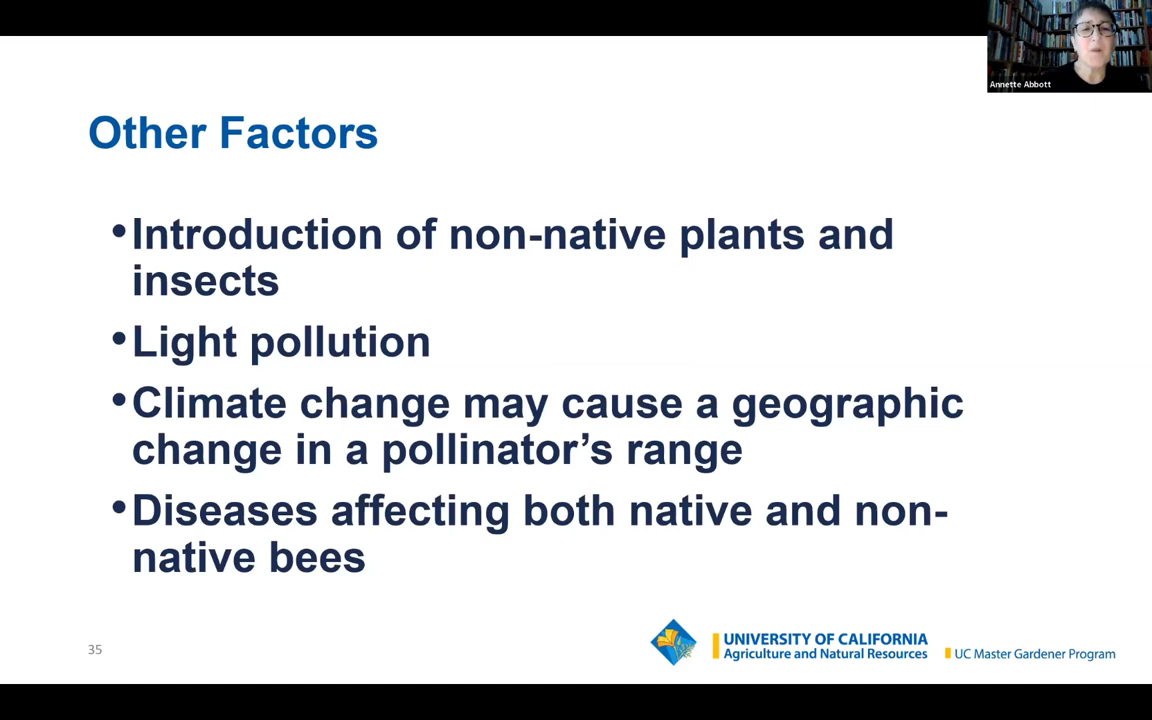 Annette Abbott
Other Factors
•Introduction of non-native plants and
insects
•Light pollution
•Climate change may cause a geographic
change in a pollinator’s range
•Diseases affecting both native and non-
native bees
35
UNIVERSITY OF CALIFORNIA
Agriculture and Natural Resources
UC Master Gardener Program